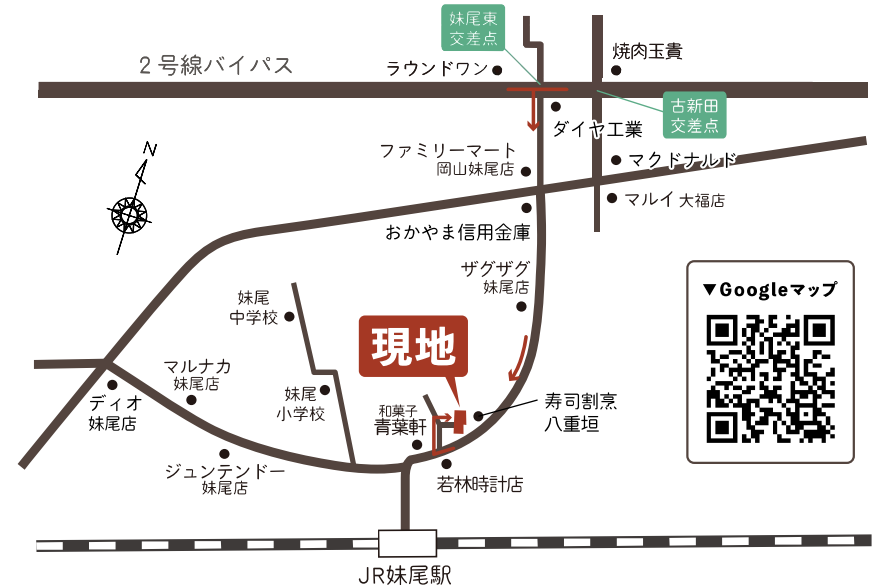 妹尾東
交差点
2号線バイパス
ラウンドワン
焼肉玉貴
古新田
交差点
ダイヤ工業
ファミリーマート
岡山妹尾店
マクドナルド
マルイ 大福店
おかやま信用金庫
N
ザグザグ
妹尾店
▼Googleマップ
妹尾
中学校
現地
マルナカ
妹尾店
妹尾
小学校
ディオ
妹尾店
和菓子
青葉軒
寿司割烹
八重垣
ジュンテンドー
妹尾店
若林時計店
JR妹尾駅